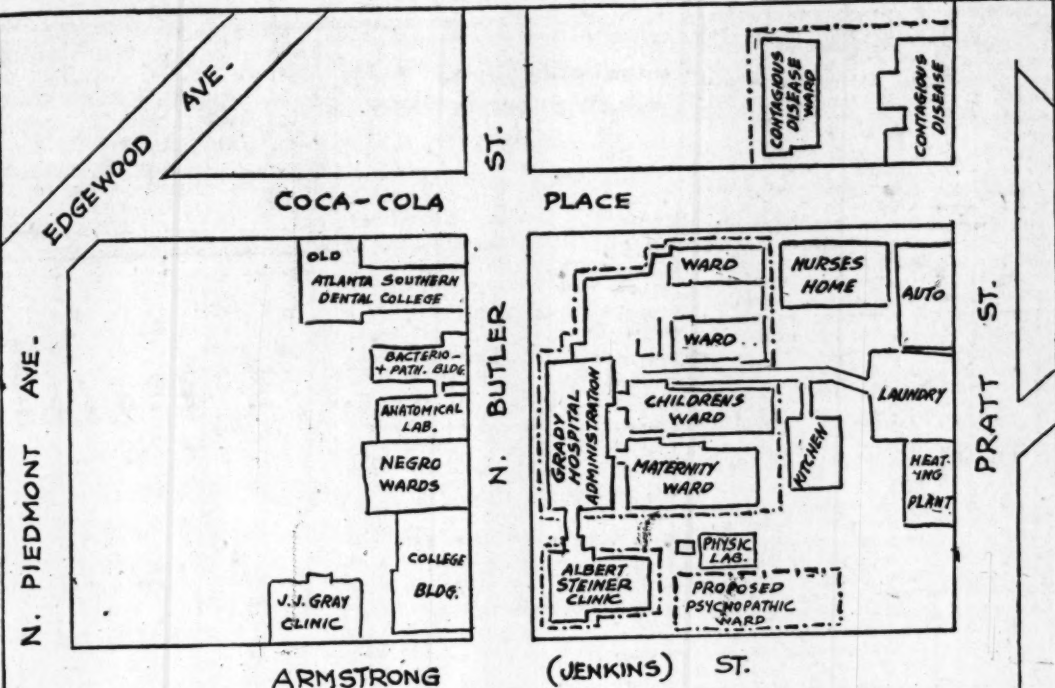 EDGEWOOD AVE.
CONTAGIOUS
DISEASE
WARD
CONTAGIOUS
DISEASE
COCA-COLA PLACE
N. BUTLER ST.
N. PIEDMONT AVE.
PRATT ST.
OLD
ATLANTA SOUTHERN
DENTAL COLLEGE
BACTERIO-
+ PATH. BLDG.
ANATOMICAL
LAB.
NEGRO
WARDS
COLLEGE
BLDG.
J.J. GRAY
CLINIC
WARD
WARD
NURSES
HOME
AUTO
GRADY
HOSPITAL
ADMINISTRATION
CHILDRENS
WARD
MATERNITY
WARD
KITCHEN
LAUNDRY
HEAT-
ING
PLANT
ALBERT
STEINER
CLINIC
PHYSIC
LAB.
PROPOSED
PSYCHOPATHIC
WARD
ARMSTRONG (JENKINS) ST.